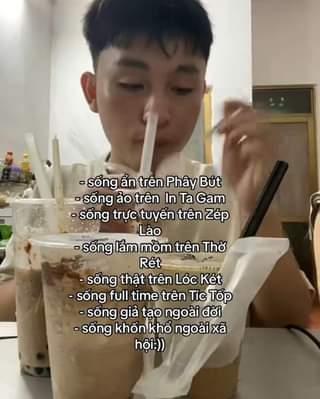 - sống ẩn trên Phây Bút
- sống ảo trên In Ta Gam
- sống trực tuyến trên Zép
Lào
- sống lắm mồm trên Thờ
Rét
- sống thật trên Lóc Két
- sống full time trên Tic Tốp
- sống giả tạo ngoài đời
- sống khốn khổ ngoài xã
hội:))